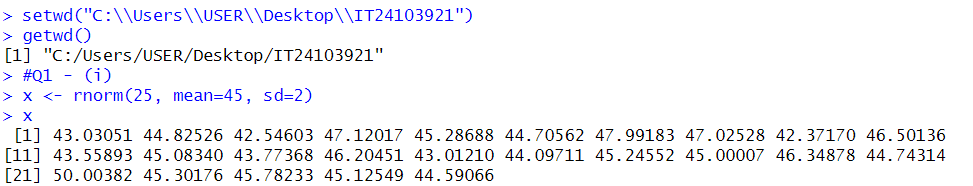 > setwd("C:\\Users\\USER\\Desktop\\IT24103921")
> getwd()
[1] "C:/Users/USER/Desktop/IT24103921"
> #Q1 - (i)
> x <- rnorm(25, mean=45, sd=2)
> x
 [1] 43.03051 44.82526 42.54603 47.12017 45.28688 44.70562 47.99183 47.02528 42.37170 46.50136
[11] 43.55893 45.08340 43.77368 46.20451 43.01210 44.09711 45.24552 45.00007 46.34878 44.74314
[21] 50.00382 45.30176 45.78233 45.12549 44.59066